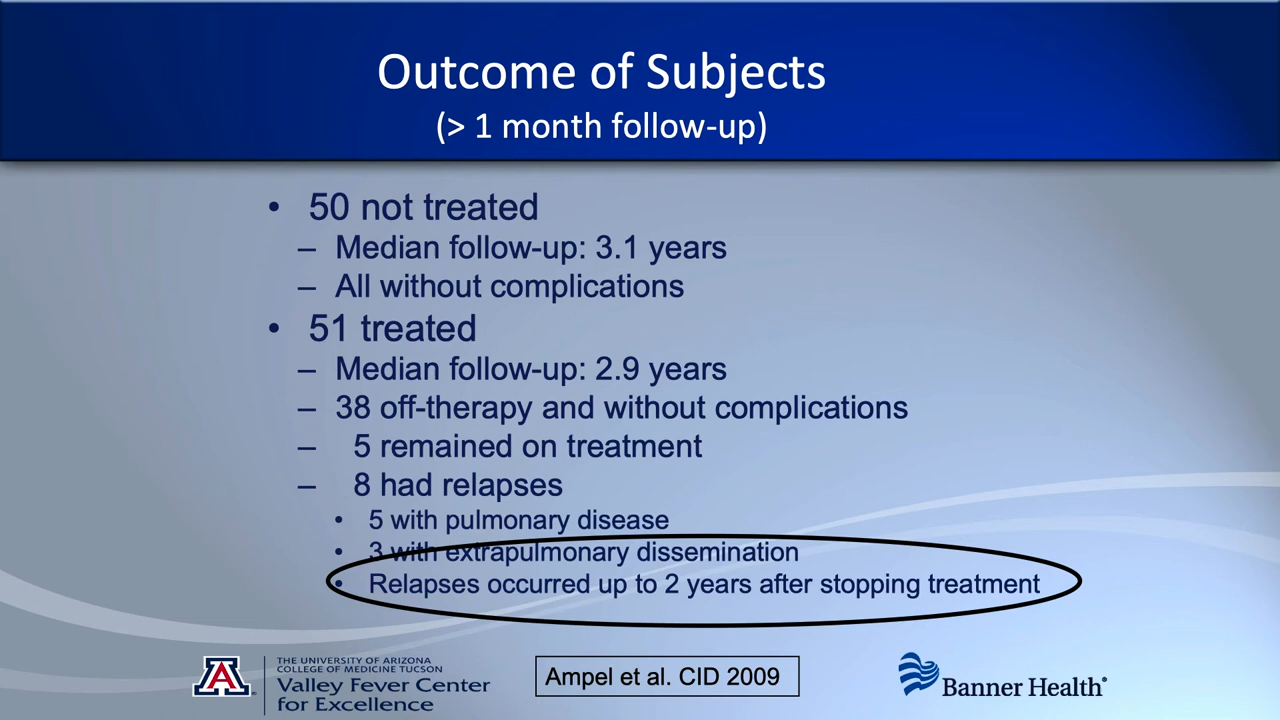 Outcome of Subjects
(> 1 month follow-up)
• 50 not treated
– Median follow-up: 3.1 years
– All without complications
• 51 treated
– Median follow-up: 2.9 years
– 38 off-therapy and without complications
– 5 remained on treatment
– 8 had relapses
• 5 with pulmonary disease
• 3 with extrapulmonary dissemination
• Relapses occurred up to 2 years after stopping treatment
A
THE UNIVERSITY OF ARIZONA
COLLEGE OF MEDICINE TUCSON
Valley Fever Center
for Excellence
Ampel et al. CID 2009
Banner Health®